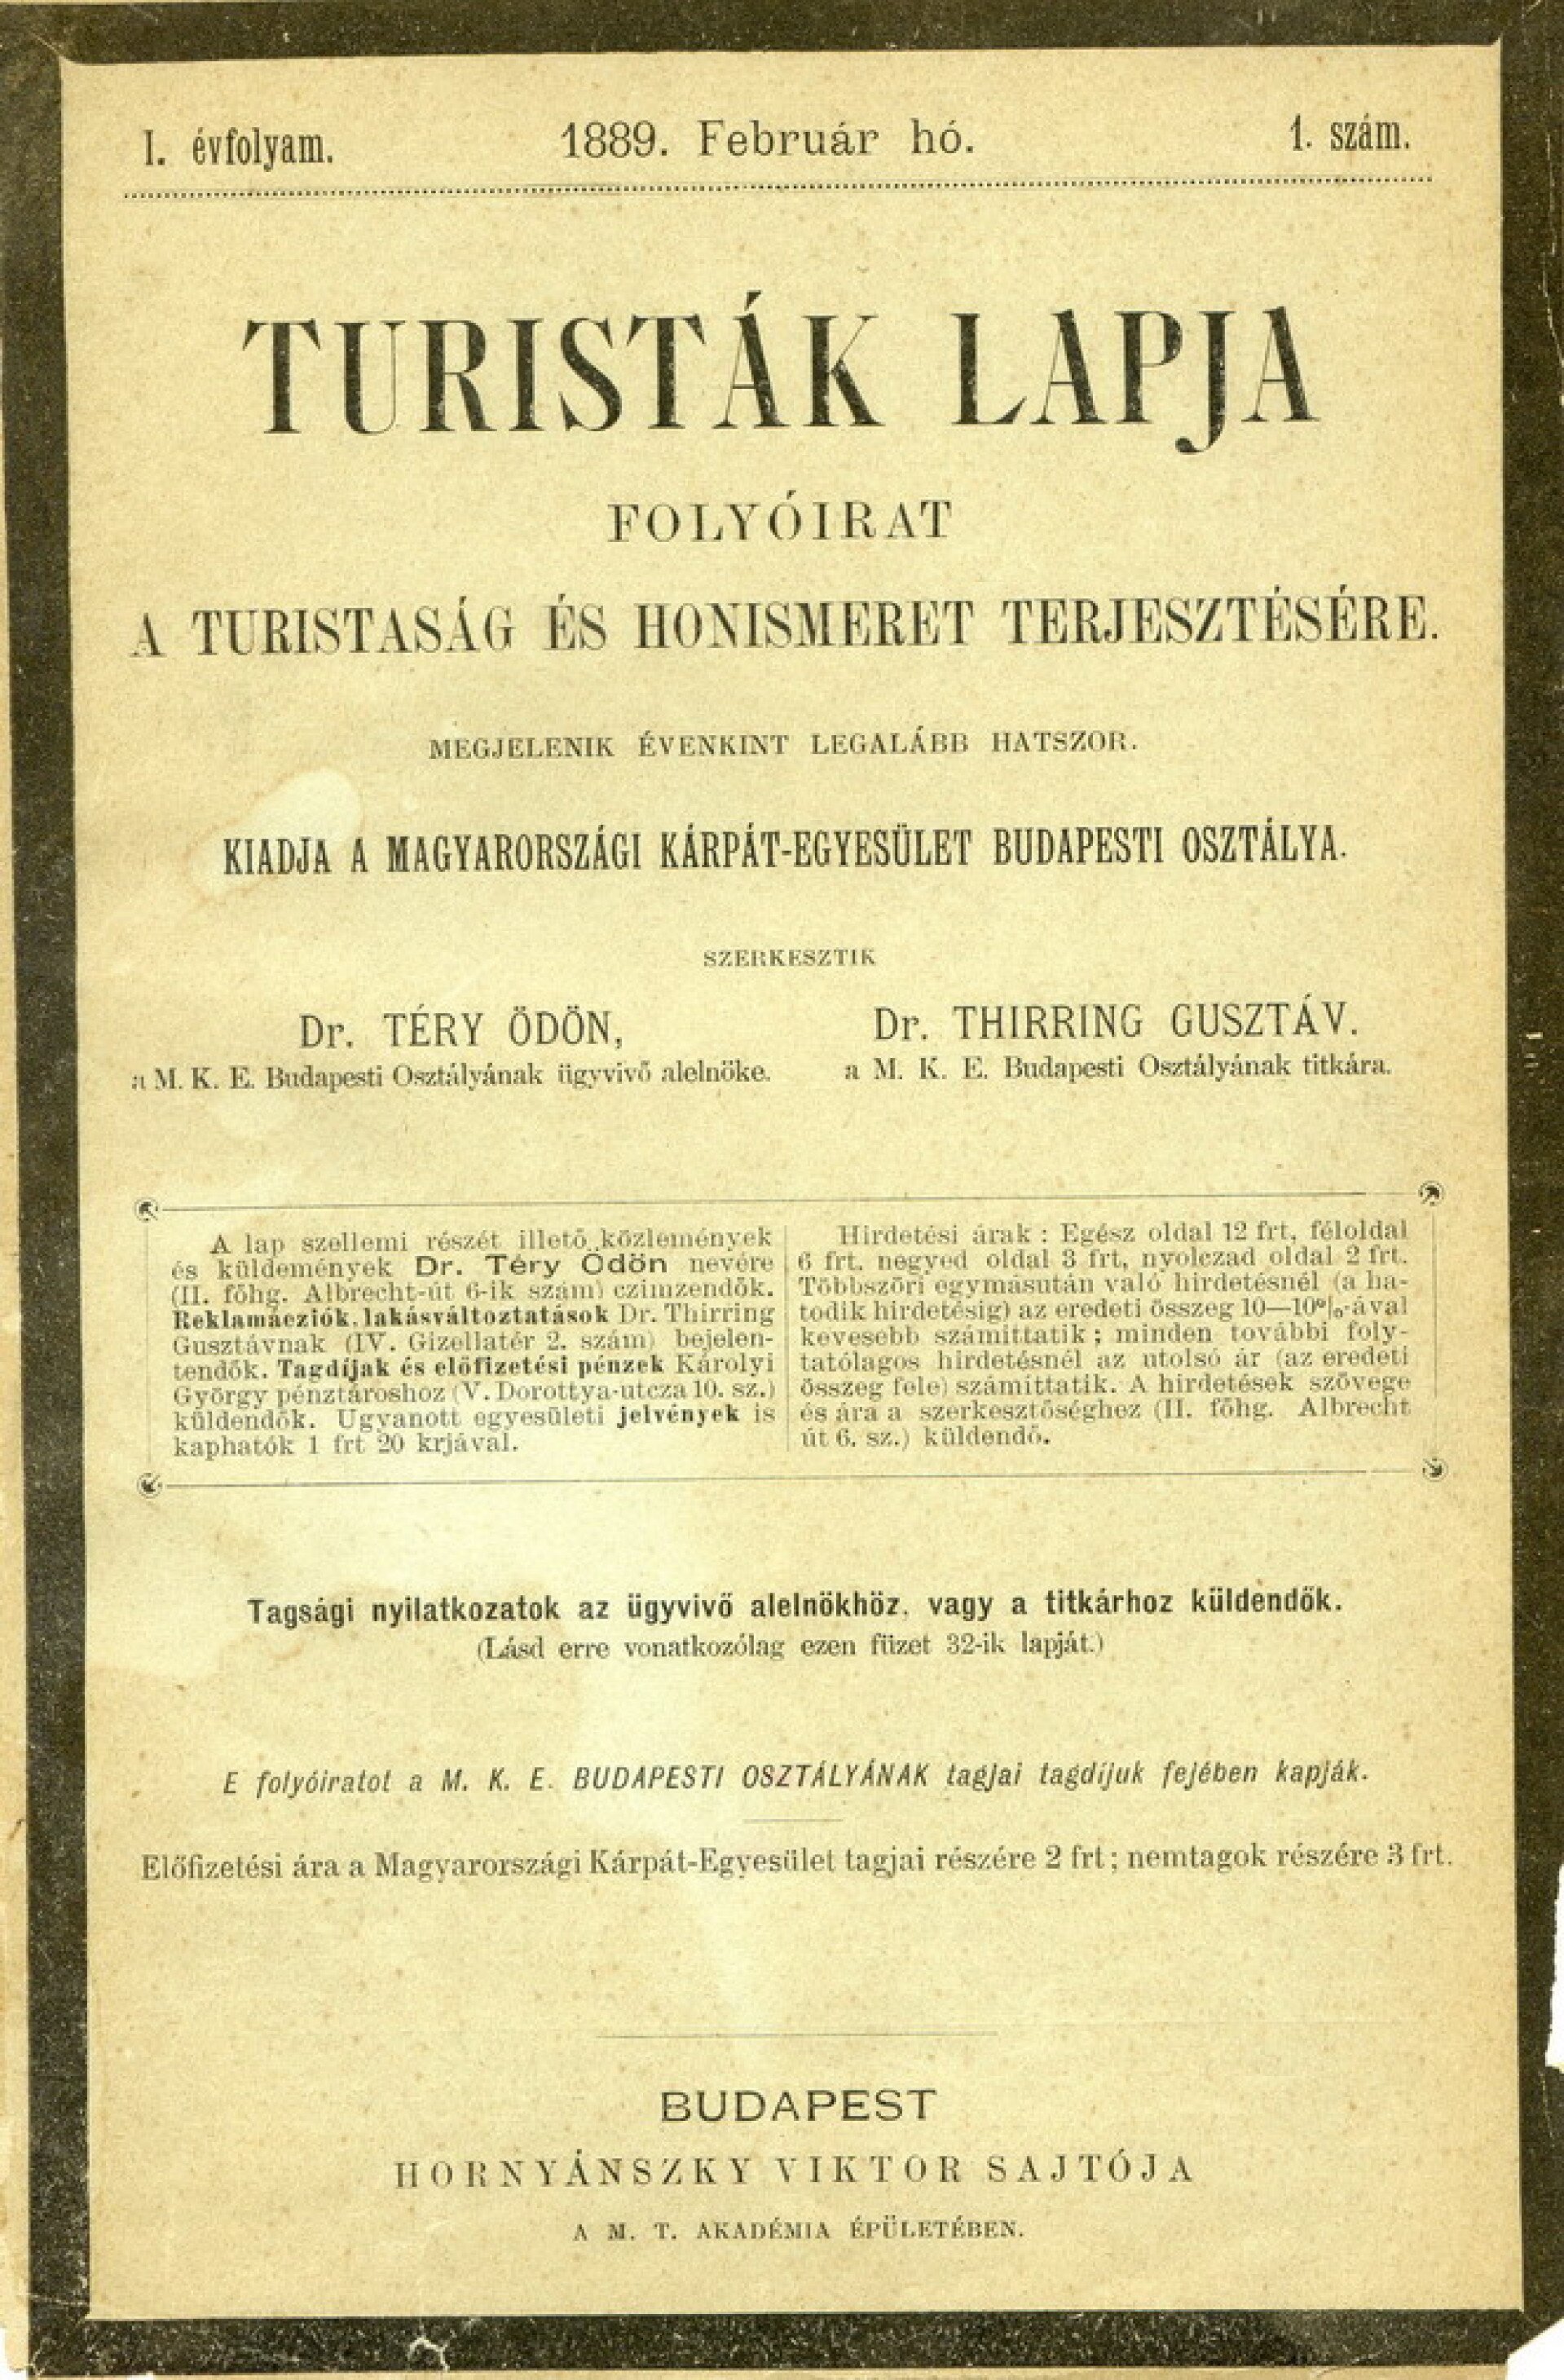 I. évfolyam. 1889. Február hó. 1. szám.
TURISTÁK LAPJA
FOLYÓIRAT
A TURISTASÁG ÉS HONISMERET TERJESZTÉSÉRE.
MEGJELENIK ÉVENKINT LEGALÁBB HATSZOR.
KIADJA A MAGYARORSZÁGI KÁRPÁT-EGYESÜLET BUDAPESTI OSZTÁLYA.
SZERKESZTIK
Dr. TÉRY ÖDÖN,
a M. K. E. Budapesti Osztályának ügyvivő alelnöke.
Dr. THIRRING GUSZTÁV.
a M. K. E. Budapesti Osztályának titkára.
A lap szellemi részét illető közlemények
és küldemények Dr. Téry Ödön nevére
(II. főhg. Albrecht-út 6-ik szám) czimzendők.
Reklamácziók, lakásváltoztatások Dr. Thirring
Gusztávnak (IV. Gizellatér 2. szám) bejelen-
tendők. Tagdíjak és előfizetési pénzek Károlyi
György pénztároshoz (V. Dorottya-utcza 10. sz.)
küldendők. Ugyanott egyesületi jelvények is
kaphatók 1 frt 20 krjával.
Hirdetési árak : Egész oldal 12 frt, féloldal
6 frt. negyed oldal 3 frt, nyolczad oldal 2 frt.
Többszöri egymásután való hirdetésnél (a ha-
todik hirdetésig) az eredeti összeg 10—10%-ával
kevesebb számittatik ; minden további foly-
tatólagos hirdetésnél az utolsó ár (az eredeti
összeg fele) számittatik. A hirdetések szövege
és ára a szerkesztőséghez (II. főhg. Albrecht
út 6. sz.) küldendő.
Tagsági nyilatkozatok az ügyvivő alelnökhöz, vagy a titkárhoz küldendők.
(Lásd erre vonatkozólag ezen füzet 32-ik lapját.)
E folyóiratot a M. K. E. BUDAPESTI OSZTÁLYÁNAK tagjai tagdíjuk fejében kapják.
Előfizetési ára a Magyarországi Kárpát-Egyesület tagjai részére 2 frt ; nemtagok részére 3 frt.
BUDAPEST
HORNYÁNSZKY VIKTOR SAJTÓJA
A M. T. AKADÉMIA ÉPÜLETÉBEN.